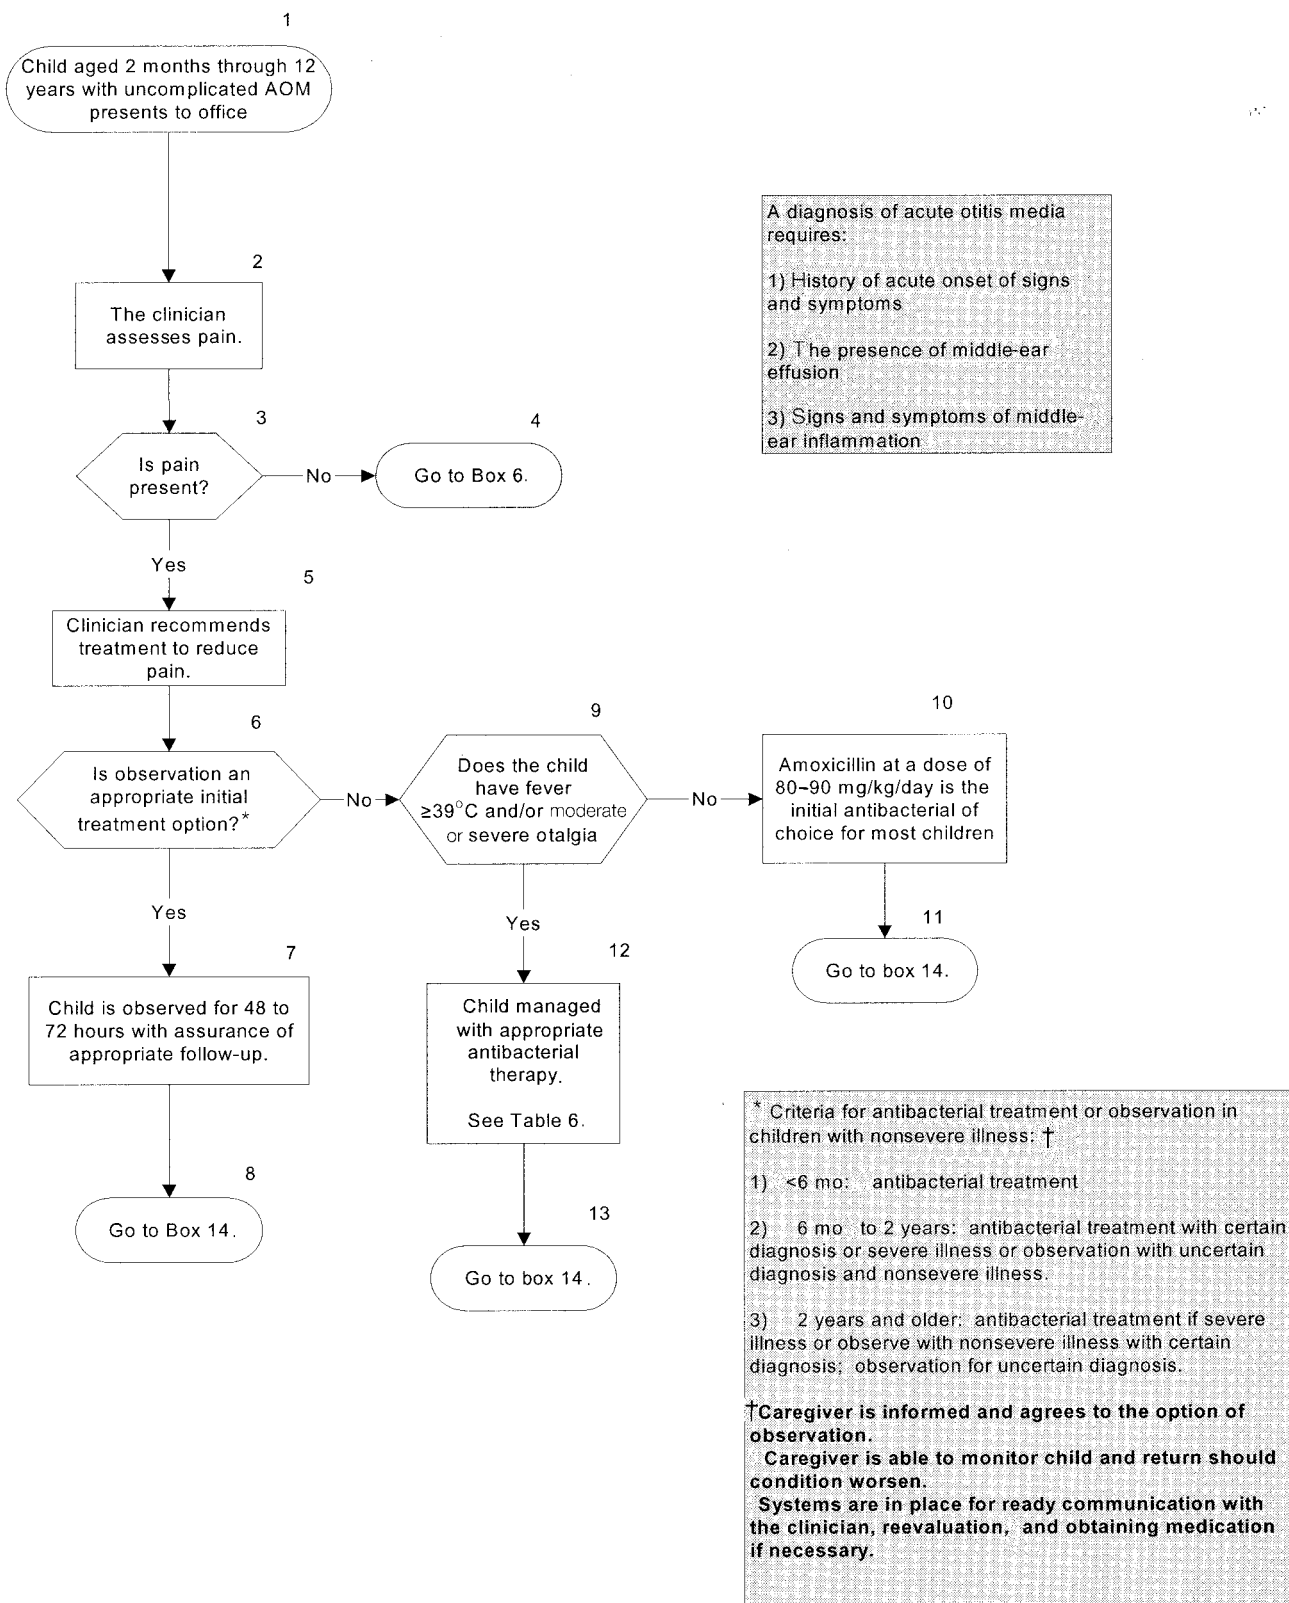 1
Child aged 2 months through 12
years with uncomplicated AOM
presents to office
2
The clinician
assesses pain.
3
Is pain
present?
No
4
Go to Box 6.
Yes
5
Clinician recommends
treatment to reduce
pain.
6
Is observation an
appropriate initial
treatment option?*
No
Yes
7
Child is observed for 48 to
72 hours with assurance of
appropriate follow-up.
8
Go to Box 14.
9
Does the child
have fever
≥39°C and/or moderate
or severe otalgia
No
Yes
10
Amoxicillin at a dose of
80–90 mg/kg/day is the
initial antibacterial of
choice for most children
11
Go to box 14.
12
Child managed
with appropriate
antibacterial
therapy.
See Table 6.
13
Go to box 14.
A diagnosis of acute otitis media
requires:
1) History of acute onset of signs
and symptoms
2) The presence of middle-ear
effusion
3) Signs and symptoms of middle-
ear inflammation
* Criteria for antibacterial treatment or observation in
children with nonsevere illness: †
1) <6 mo: antibacterial treatment
2) 6 mo to 2 years: antibacterial treatment with certain
diagnosis or severe illness or observation with uncertain
diagnosis and nonsevere illness.
3) 2 years and older: antibacterial treatment if severe
illness or observe with nonsevere illness with certain
diagnosis; observation for uncertain diagnosis.
†Caregiver is informed and agrees to the option of
observation.
Caregiver is able to monitor child and return should
condition worsen.
Systems are in place for ready communication with
the clinician, reevaluation, and obtaining medication
if necessary.